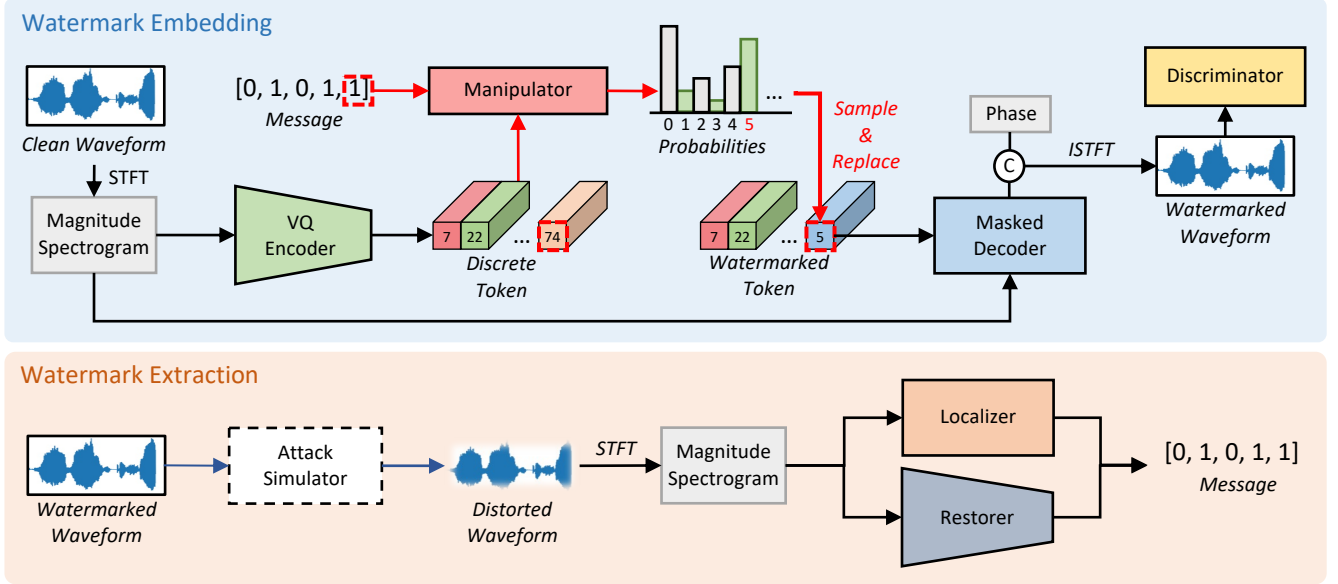 Watermark Embedding
Clean Waveform
STFT
Magnitude
Spectrogram
[0, 1, 0, 1, 1]
Message
Manipulator
VQ
Encoder
7 22 ... 74
Discrete
Token
...
0 1 2 3 4 5
Probabilities
Sample
&
Replace
7 22 ... 5
Watermarked
Token
Phase
C
ISTFT
Masked
Decoder
Discriminator
Watermarked
Waveform
Watermark Extraction
Watermarked
Waveform
Attack
Simulator
Distorted
Waveform
STFT
Magnitude
Spectrogram
Localizer
Restorer
[0, 1, 0, 1, 1]
Message